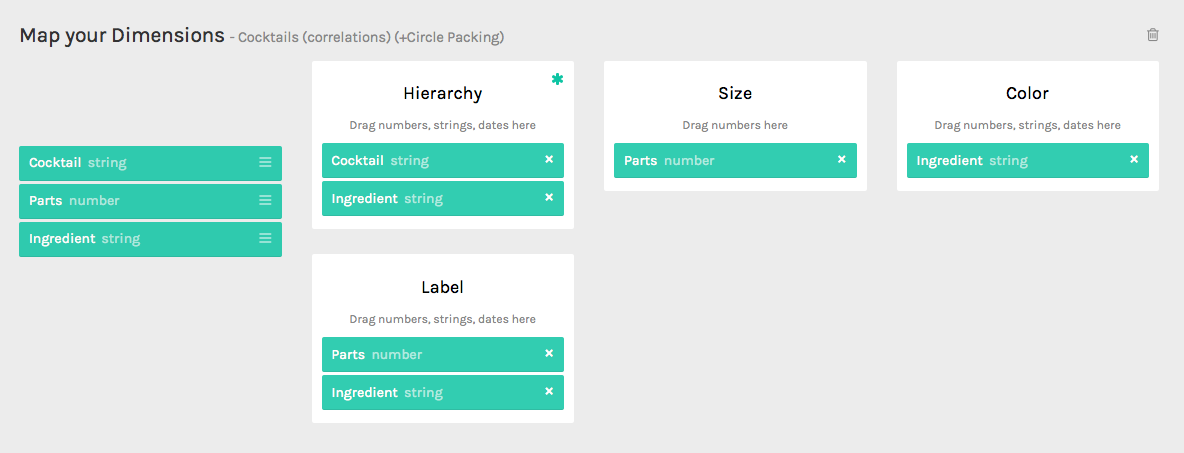 Map your Dimensions - Cocktails (correlations) (+Circle Packing)
Cocktail string
Parts number
Ingredient string
Hierarchy
Drag numbers, strings, dates here
Cocktail string
Ingredient string
Size
Drag numbers here
Parts number
Color
Drag numbers, strings, dates here
Ingredient string
Label
Drag numbers, strings, dates here
Parts number
Ingredient string